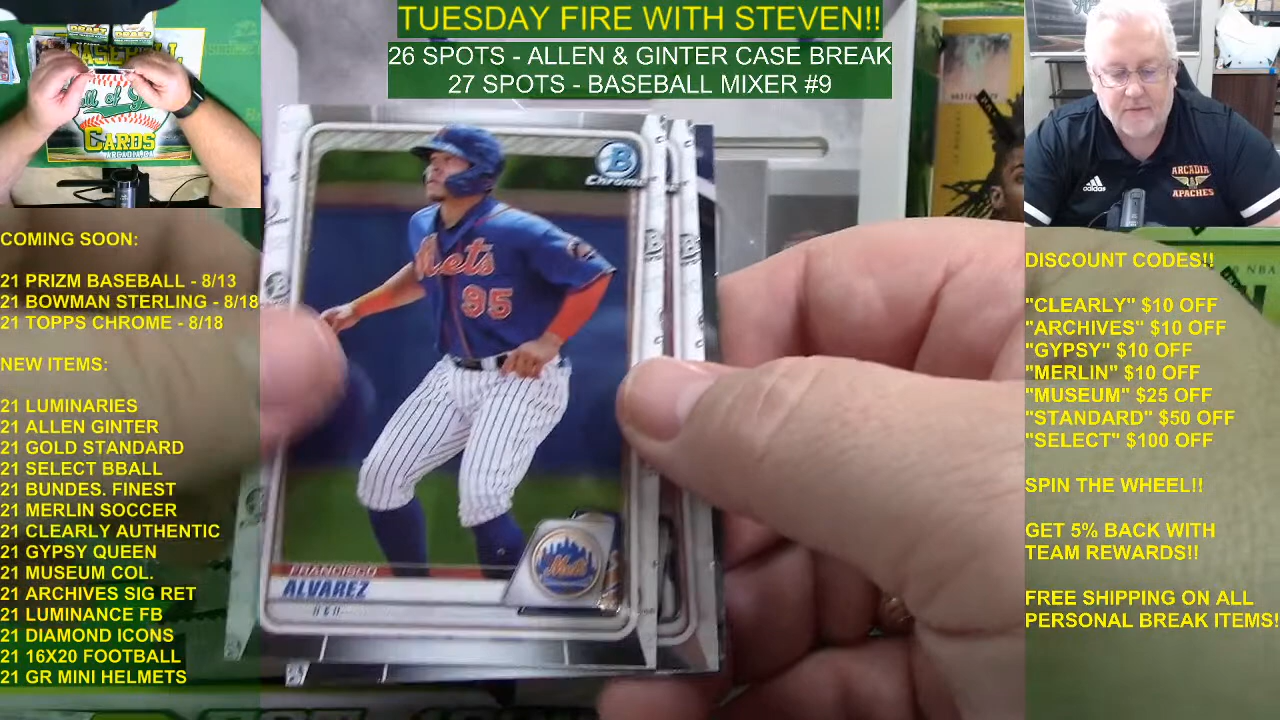 TUESDAY FIRE WITH STEVEN!!
26 SPOTS - ALLEN & GINTER CASE BREAK
27 SPOTS - BASEBALL MIXER #9
COMING SOON:
21 PRIZM BASEBALL - 8/13
21 BOWMAN STERLING - 8/18
21 TOPPS CHROME - 8/18
NEW ITEMS:
21 LUMINARIES
21 ALLEN GINTER
21 GOLD STANDARD
21 SELECT BBALL
21 BUNDES. FINEST
21 MERLIN SOCCER
21 CLEARLY AUTHENTIC
21 GYPSY QUEEN
21 MUSEUM COL.
21 ARCHIVES SIG RET
21 LUMINANCE FB
21 DIAMOND ICONS
21 16X20 FOOTBALL
21 GR MINI HELMETS
B
Chrome
Mets
95
Mets
FRANCISCO
ALVAREZ
CARDS
adidas
ARCADIA
APACHES
DISCOUNT CODES!!
"CLEARLY" $10 OFF
"ARCHIVES" $10 OFF
"GYPSY" $10 OFF
"MERLIN" $10 OFF
"MUSEUM" $25 OFF
"STANDARD" $50 OFF
"SELECT" $100 OFF
SPIN THE WHEEL!!
GET 5% BACK WITH
TEAM REWARDS!!
FREE SHIPPING ON ALL
PERSONAL BREAK ITEMS!